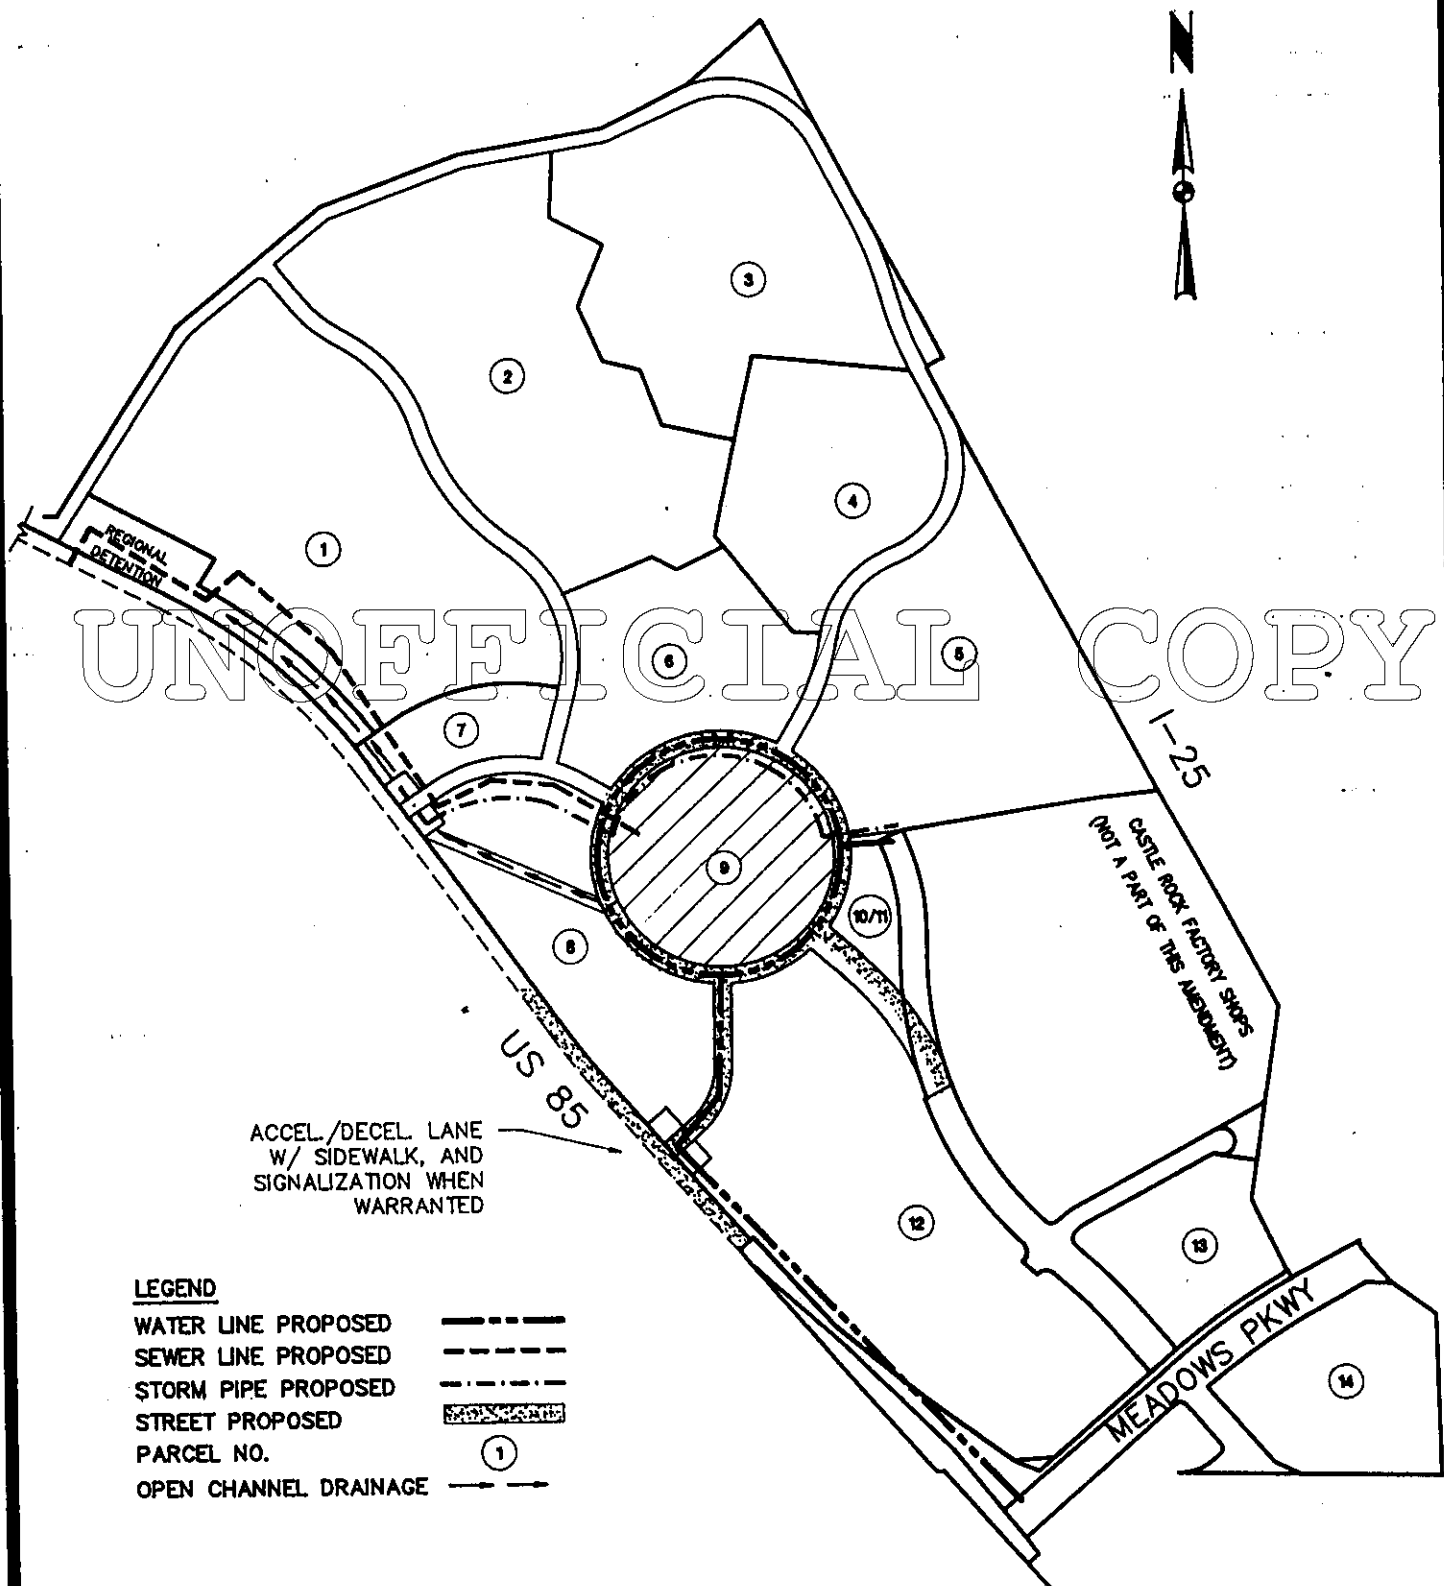 N
3
2
4
1
REGIONAL
DETENTION
UNOFFICIAL COPY
6
5
7
I-25
CASTLE ROCK FACTORY SHOPS
(NOT A PART OF THIS AMENDMENT)
9
10/11
8
US 85
ACCEL./DECEL. LANE
W/ SIDEWALK, AND
SIGNALIZATION WHEN
WARRANTED
12
13
MEADOWS PKWY
14
LEGEND
WATER LINE PROPOSED
SEWER LINE PROPOSED
STORM PIPE PROPOSED
STREET PROPOSED
PARCEL NO. 1
OPEN CHANNEL DRAINAGE